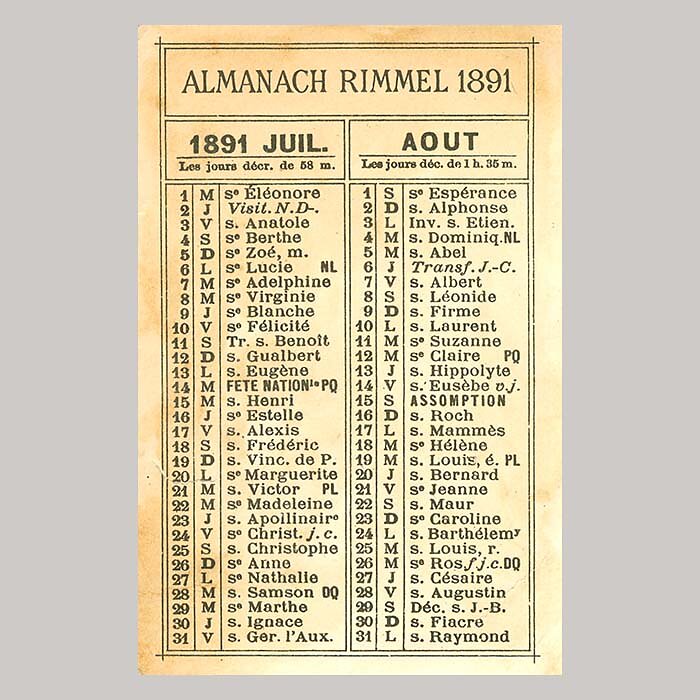 ALMANACH RIMMEL 1891
1891 JUIL.
Les jours décr. de 58 m.
1 M sᵉ Éléonore
2 J Visit. N.D-.
3 V s. Anatole
4 S sᵉ Berthe
5 D sᵉ Zoé, m.
6 L sᵉ Lucie NL
7 M sᵉ Adelphine
8 M sᵉ Virginie
9 J sᵉ Blanche
10 V sᵉ Félicité
11 S Tr. s. Benoît
12 D s. Gualbert
13 L s. Eugène
14 M FETE NATIONˡᵉ PQ
15 M s. Henri
16 J sᵉ Estelle
17 V s. Alexis
18 S s. Frédéric
19 D s. Vinc. de P.
20 L sᵉ Marguerite
21 M s. Victor PL
22 M sᵉ Madeleine
23 J s. Apollinairᵉ
24 V sᵉ Christ. j. c.
25 S s. Christophe
26 D sᵉ Anne
27 L sᵉ Nathalie
28 M s. Samson DQ
29 M sᵉ Marthe
30 J s. Ignace
31 V s. Ger. l'Aux.
AOUT
Les jours déc. de 1 h. 35 m.
1 S sᵉ Espérance
2 D s. Alphonse
3 L Inv. s. Etien.
4 M s. Dominiq. NL
5 M s. Abel
6 J Transf. J.-C.
7 V s. Albert
8 S s. Léonide
9 D s. Firme
10 L s. Laurent
11 M sᵉ Suzanne
12 M sᵉ Claire PQ
13 J s. Hippolyte
14 V s. Eusèbe v.j.
15 S ASSOMPTION
16 D s. Roch
17 L s. Mammès
18 M sᵉ Hélène
19 M s. Louis, é. PL
20 J s. Bernard
21 V sᵉ Jeanne
22 S s. Maur
23 D sᵉ Caroline
24 L s. Barthélemʸ
25 M s. Louis, r.
26 M sᵉ Ros. f j. c. DQ
27 J s. Césaire
28 V s. Augustin
29 S Déc. s. J.-B.
30 D s. Fiacre
31 L s. Raymond